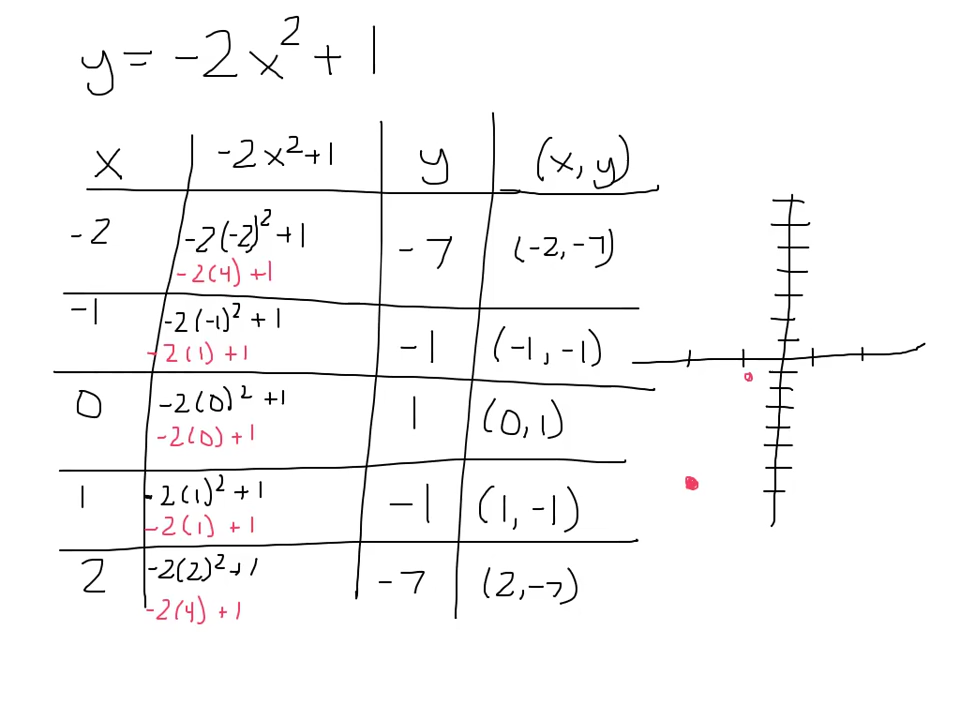 y = -2x² + 1
x | -2x²+1 | y | (x, y)
-2 | -2(-2)²+1 | -7 | (-2, -7)
-2(4)+1
-1 | -2(-1)²+1 | -1 | (-1, -1)
-2(1)+1
0 | -2(0)²+1 | 1 | (0, 1)
-2(0)+1
1 | -2(1)²+1 | -1 | (1, -1)
-2(1)+1
2 | -2(2)²+1 | -7 | (2, -7)
-2(4)+1